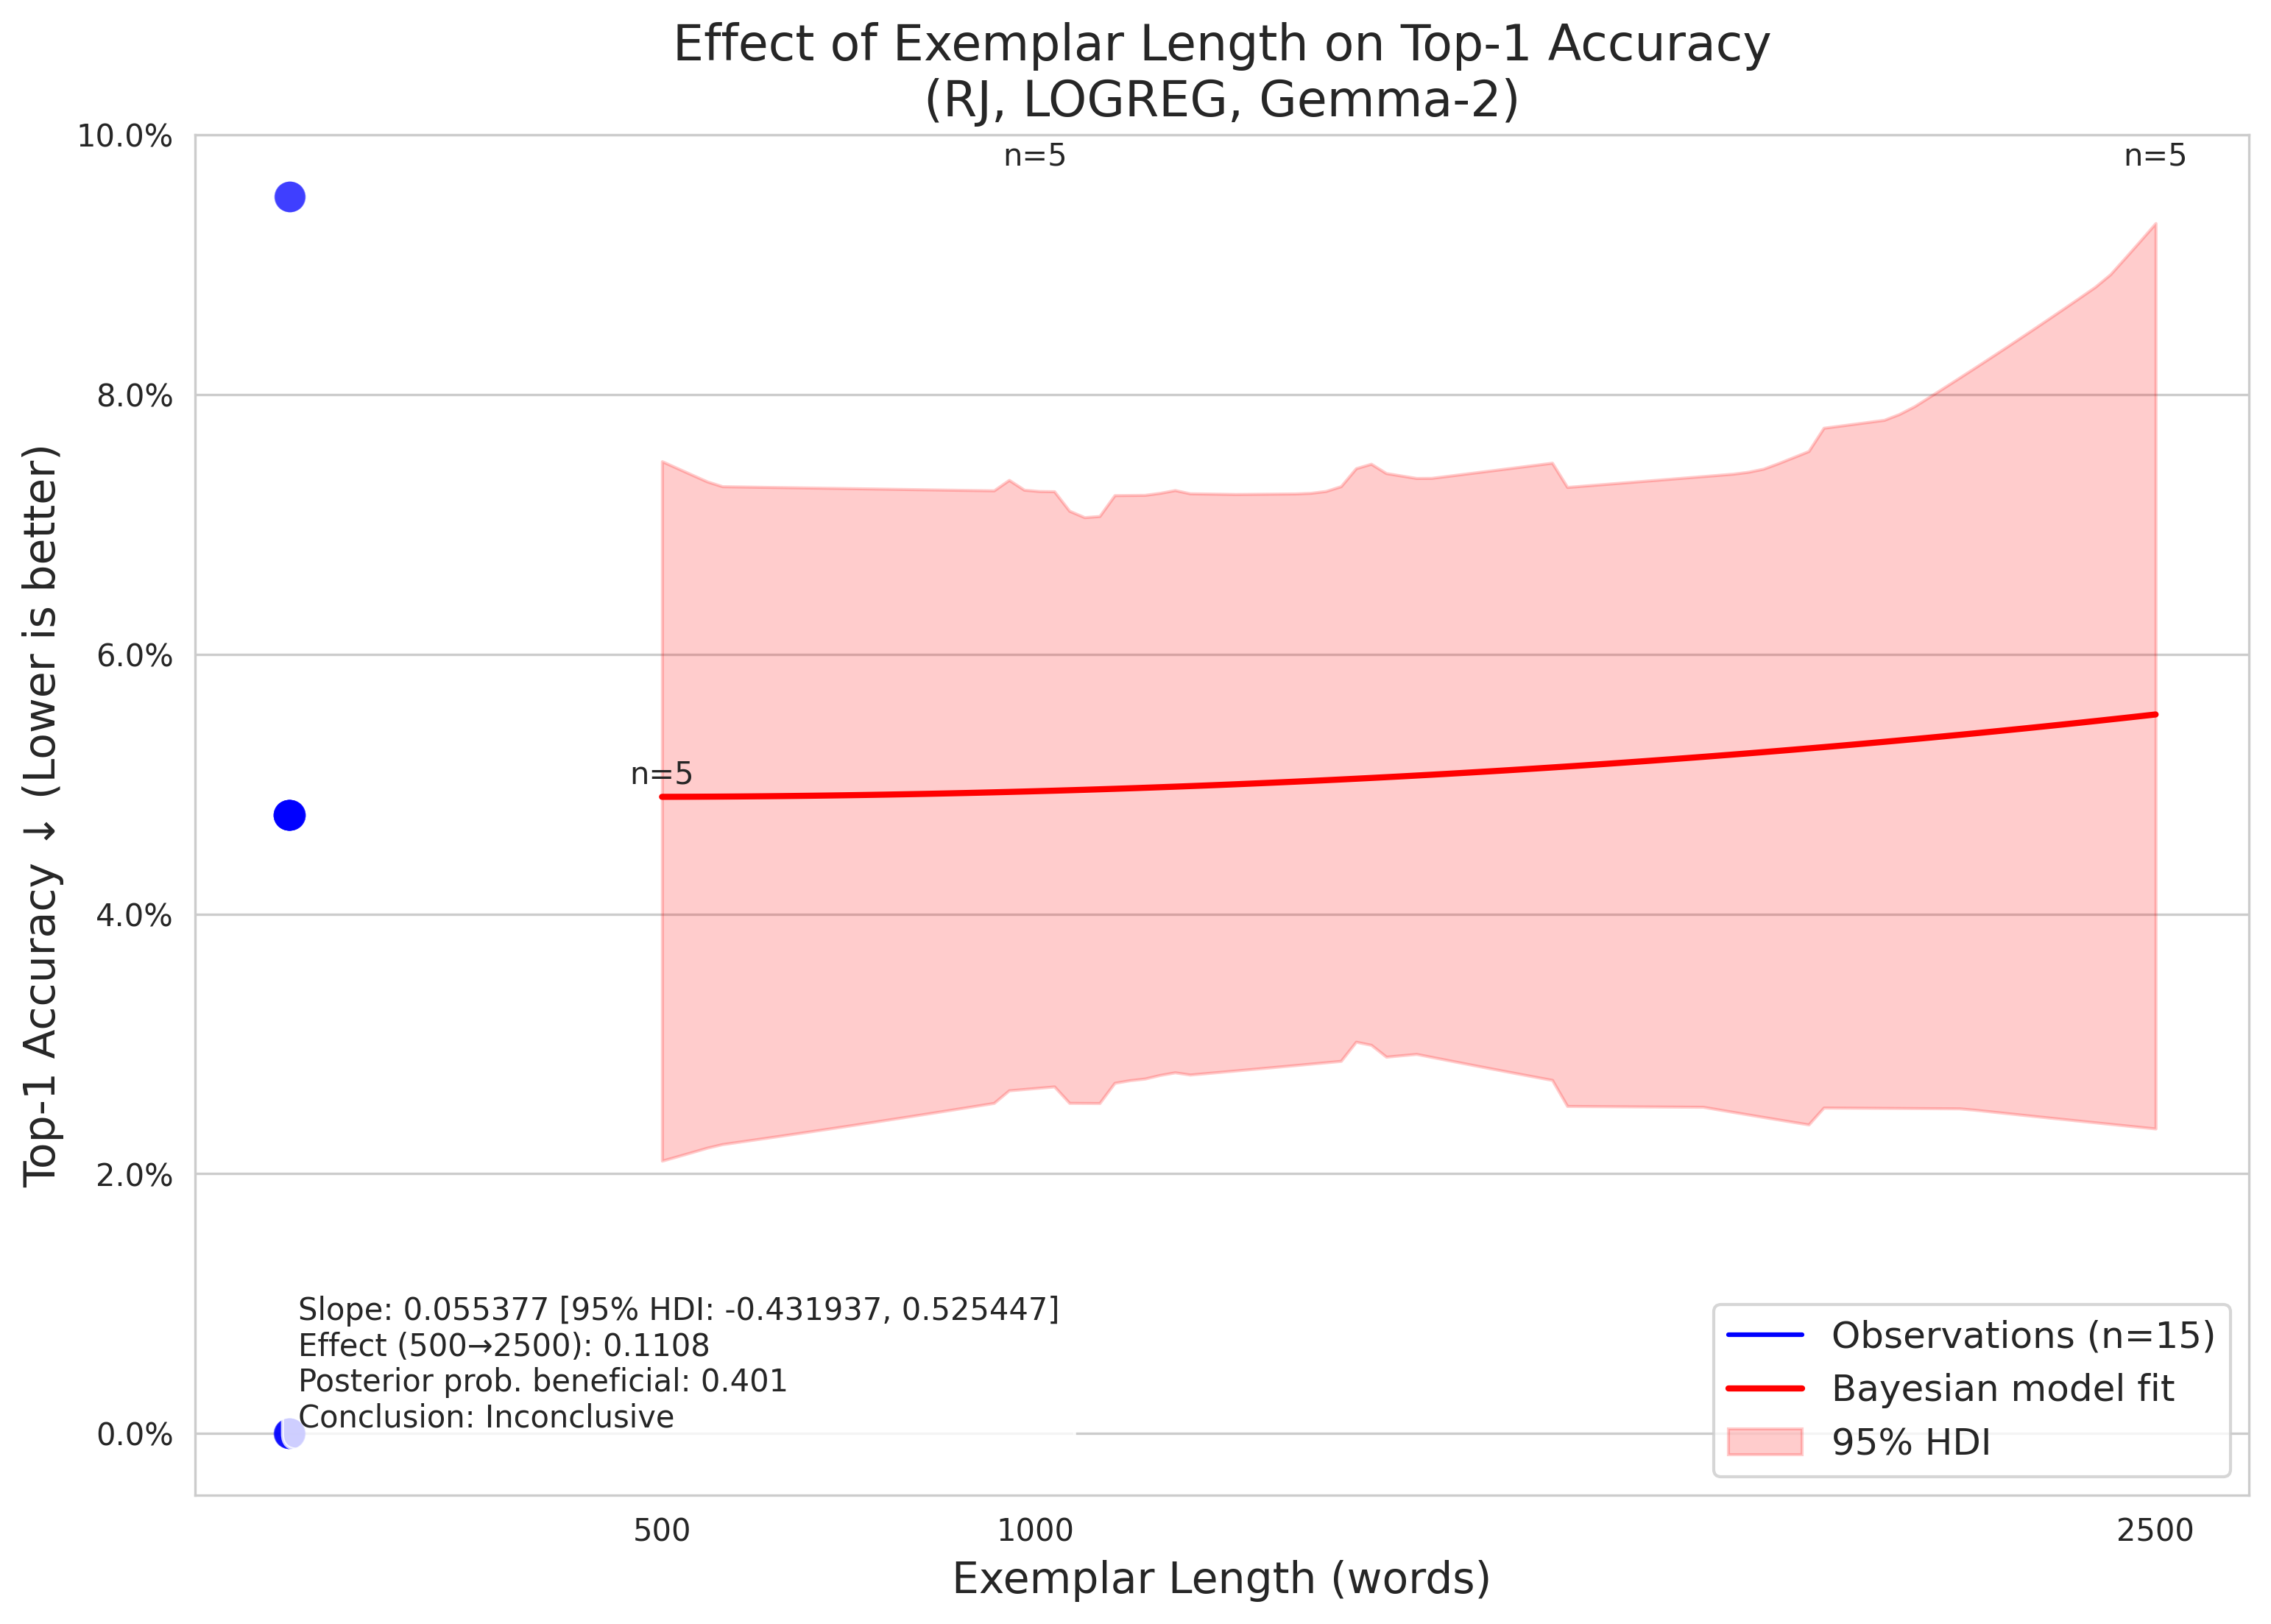 Effect of Exemplar Length on Top-1 Accuracy
(RJ, LOGREG, Gemma-2)
Top-1 Accuracy ↓ (Lower is better)
10.0%
8.0%
6.0%
4.0%
2.0%
0.0%
n=5
n=5
n=5
Slope: 0.055377 [95% HDI: -0.431937, 0.525447]
Effect (500→2500): 0.1108
Posterior prob. beneficial: 0.401
Conclusion: Inconclusive
Observations (n=15)
Bayesian model fit
95% HDI
500
1000
2500
Exemplar Length (words)